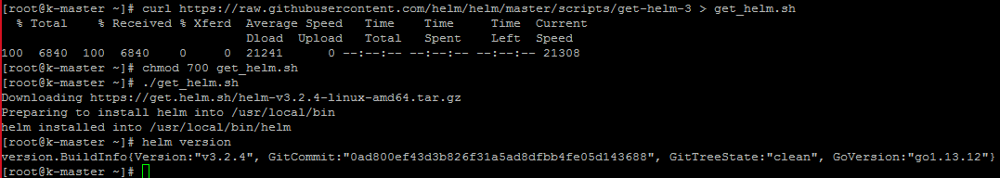 [root@k-master ~]# curl https://raw.githubusercontent.com/helm/helm/master/scripts/get-helm-3 > get_helm.sh
  % Total    % Received % Xferd  Average Speed   Time    Time     Time  Current
                                 Dload  Upload   Total   Spent    Left  Speed
100  6840  100  6840    0     0  21241      0 --:--:-- --:--:-- --:--:-- 21308
[root@k-master ~]# chmod 700 get_helm.sh
[root@k-master ~]# ./get_helm.sh
Downloading https://get.helm.sh/helm-v3.2.4-linux-amd64.tar.gz
Preparing to install helm into /usr/local/bin
helm installed into /usr/local/bin/helm
[root@k-master ~]# helm version
version.BuildInfo{Version:"v3.2.4", GitCommit:"0ad800ef43d3b826f31a5ad8dfbb4fe05d143688", GitTreeState:"clean", GoVersion:"go1.13.12"}
[root@k-master ~]#